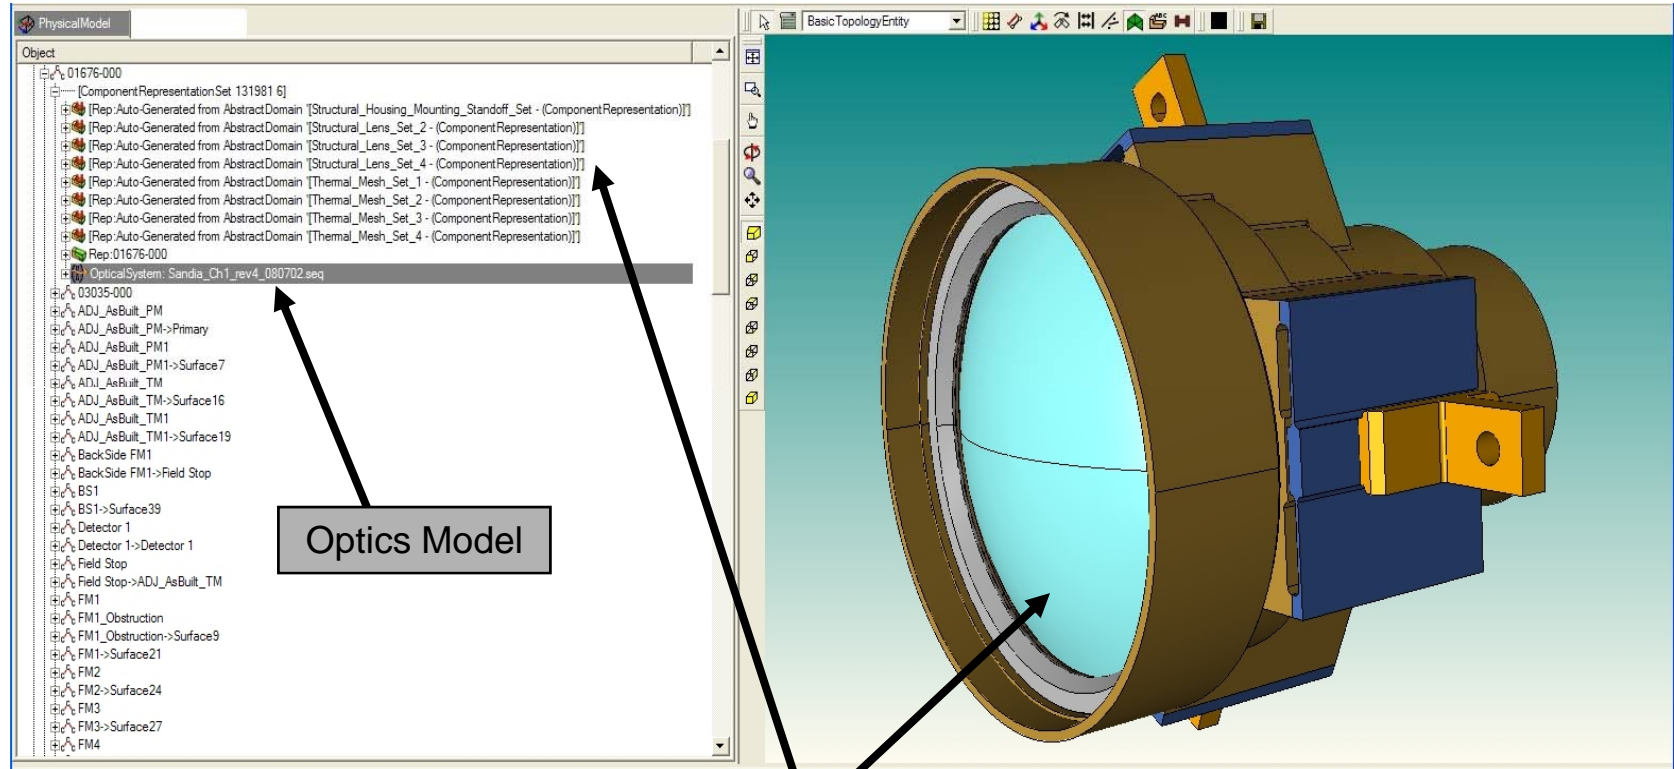 PhysicalModel
BasicTopologyEntity
Object
01676-000
[ComponentRepresentationSet 131981 6]
[Rep:Auto-Generated from AbstractDomain '[Structural_Housing_Mounting_Standoff_Set - (ComponentRepresentation)]']
[Rep:Auto-Generated from AbstractDomain '[Structural_Lens_Set_2 - (ComponentRepresentation)]']
[Rep:Auto-Generated from AbstractDomain '[Structural_Lens_Set_3 - (ComponentRepresentation)]']
[Rep:Auto-Generated from AbstractDomain '[Structural_Lens_Set_4 - (ComponentRepresentation)]']
[Rep:Auto-Generated from AbstractDomain '[Thermal_Mesh_Set_1 - (ComponentRepresentation)]']
[Rep:Auto-Generated from AbstractDomain '[Thermal_Mesh_Set_2 - (ComponentRepresentation)]']
[Rep:Auto-Generated from AbstractDomain '[Thermal_Mesh_Set_3 - (ComponentRepresentation)]']
[Rep:Auto-Generated from AbstractDomain '[Thermal_Mesh_Set_4 - (ComponentRepresentation)]']
Rep:01676-000
OpticalSystem: Sandia_Ch1_rev4_080702.seq
03035-000
ADJ_AsBuilt_PM
ADJ_AsBuilt_PM->Primary
ADJ_AsBuilt_PM1
ADJ_AsBuilt_PM1->Surface7
ADJ_AsBuilt_TM
ADJ_AsBuilt_TM->Surface16
ADJ_AsBuilt_TM1
ADJ_AsBuilt_TM1->Surface19
BackSide FM1
BackSide FM1->Field Stop
BS1
BS1->Surface39
Detector 1
Detector 1->Detector 1
Field Stop
Field Stop->ADJ_AsBuilt_TM
FM1
FM1_Obstruction
FM1_Obstruction->Surface9
FM1->Surface21
FM2
FM2->Surface24
FM3
FM3->Surface27
FM4
Optics Model